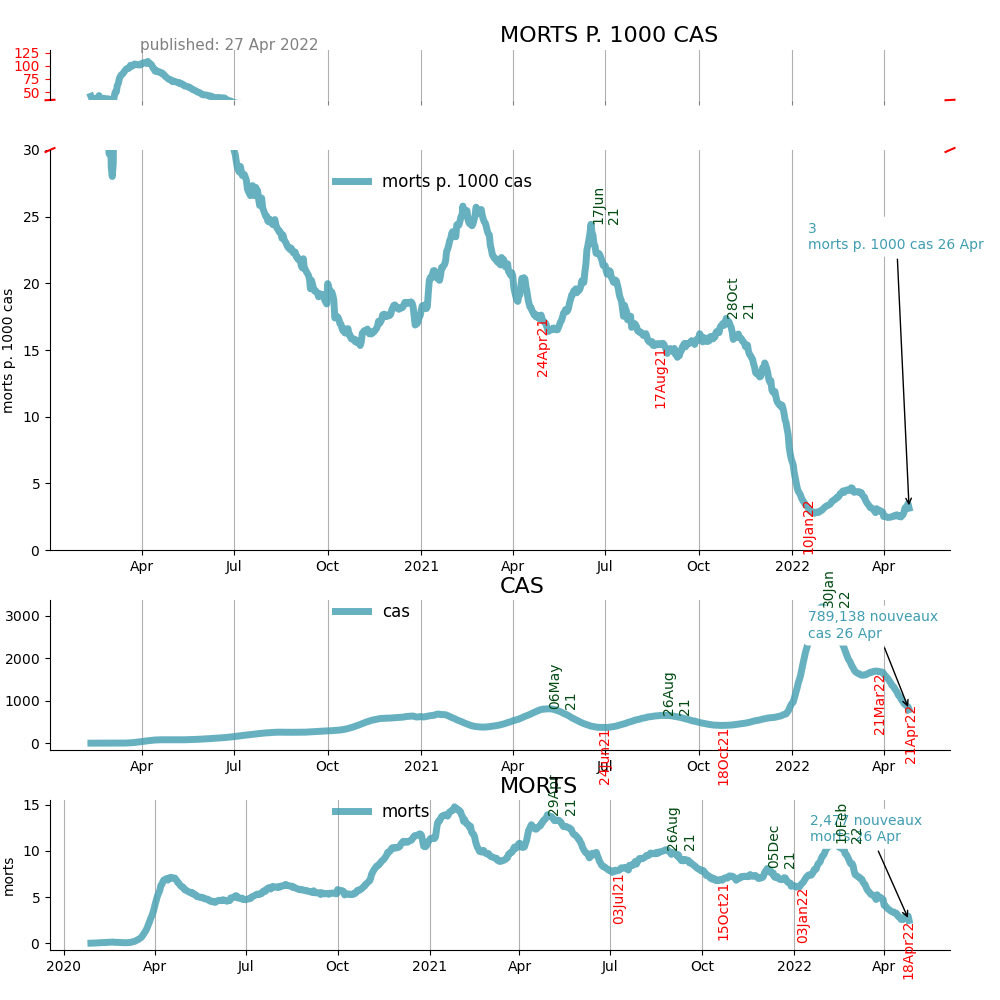 MORTS P. 1000 CAS
published: 27 Apr 2022
125
100
75
50
30
25
20
15
10
5
0
morts p. 1000 cas
morts p. 1000 cas
17Jun
21
28Oct
21
24Apr21
17Aug21
10Jan22
3
morts p. 1000 cas 26 Apr
Apr
Jul
Oct
2021
Apr
Jul
Oct
2022
Apr
CAS
3000
2000
1000
0
cas
06May
21
26Aug
21
30Jan
22
789,138 nouveaux
cas 26 Apr
24Jun21
18Oct21
21Mar22
21Apr22
Apr
Jul
Oct
2021
Apr
Jul
Oct
2022
Apr
MORTS
15
10
5
0
morts
morts
29Apr
21
26Aug
21
05Dec
21
10Feb
22
nouveaux
morts 26 Apr
03Jul21
15Oct21
03Jan22
18Apr22
2020
Apr
Jul
Oct
2021
Apr
Jul
Oct
2022
Apr